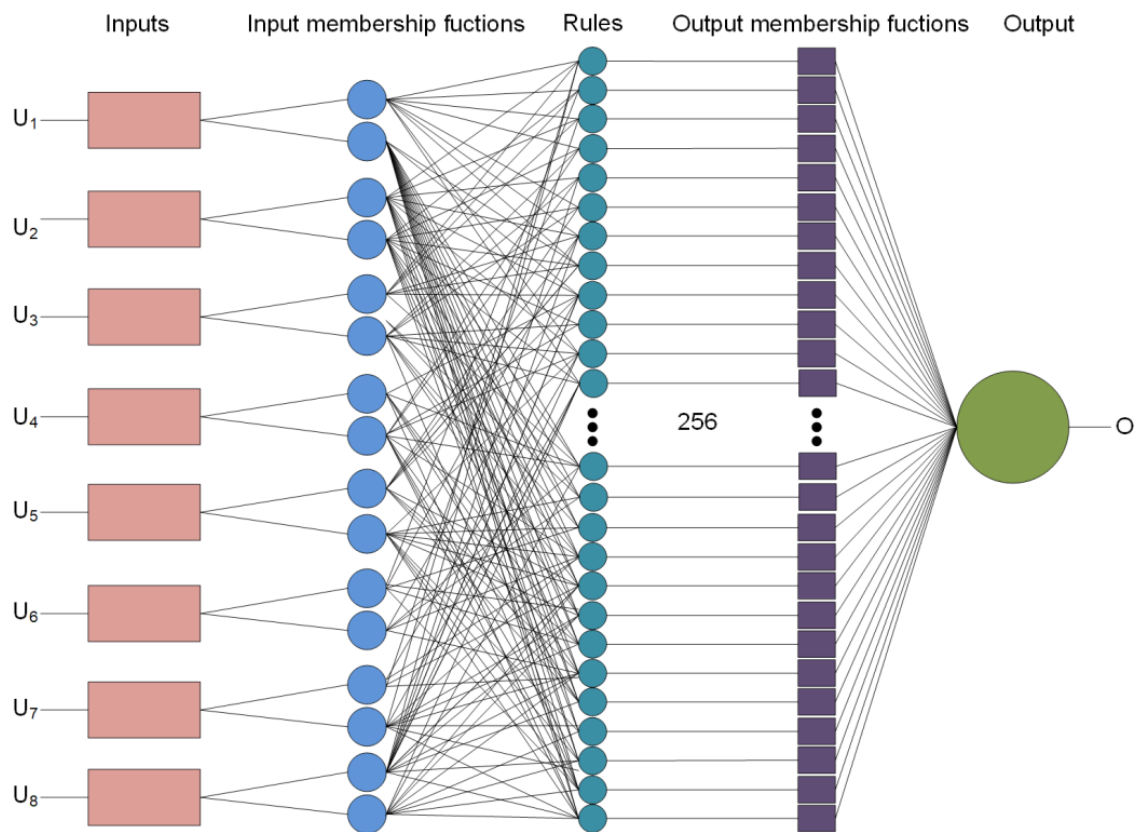 Inputs
Input membership fuctions
Rules
Output membership fuctions
Output
U1
U2
U3
U4
256
O
U5
U6
U7
U8